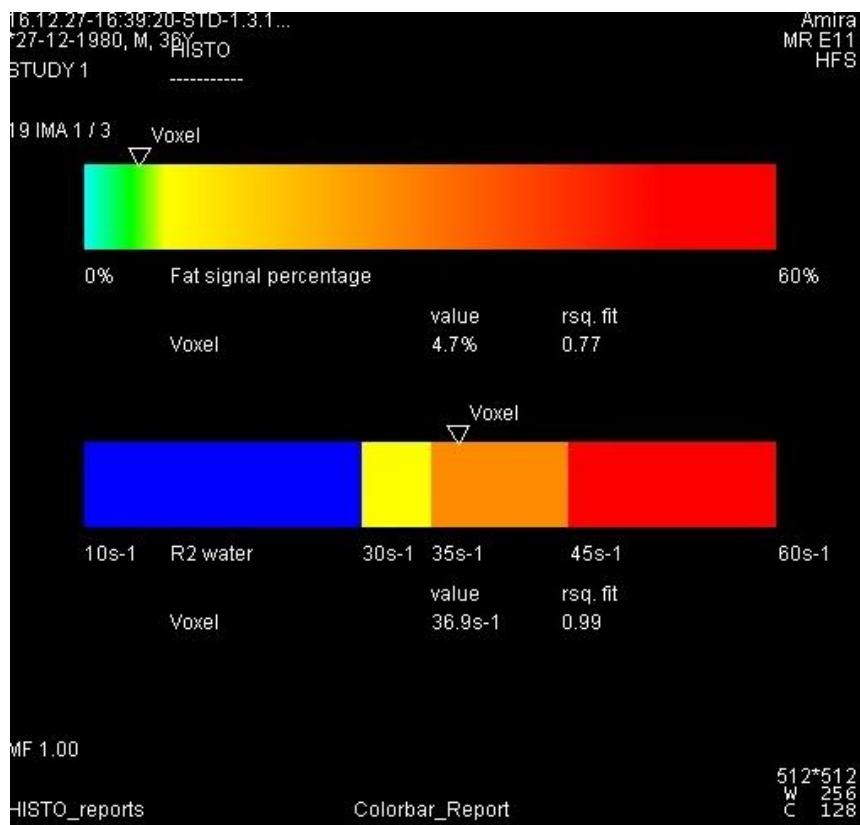 16.12.27-16:39:20-STD-1.3.1...
*27-12-1980, M, 36Y
HISTO
STUDY 1
-----------
Amira
MR E11
HFS
19 IMA 1 / 3
Voxel
0% Fat signal percentage 60%
value rsq. fit
Voxel 4.7% 0.77
Voxel
10s-1 R2 water 30s-1 35s-1 45s-1 60s-1
value rsq. fit
Voxel 36.9s-1 0.99
MF 1.00
512*512
W 256
C 128
HISTO_reports Colorbar_Report